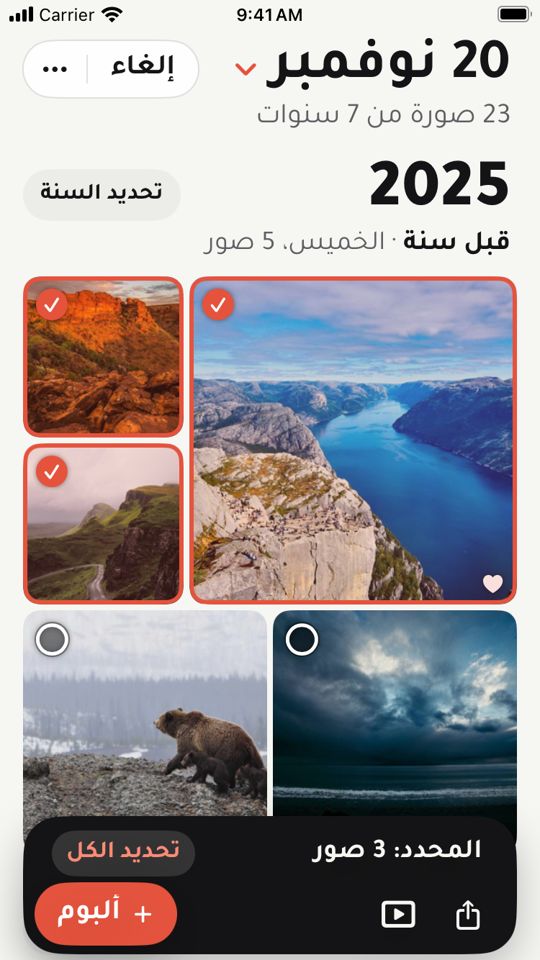 Carrier 9:41 AM
20 نوفمبر
إلغاء ...
23 صورة من 7 سنوات
2025
تحديد السنة
قبل سنة · الخميس، 5 صور
المحدد: 3 صور
تحديد الكل
+ ألبوم